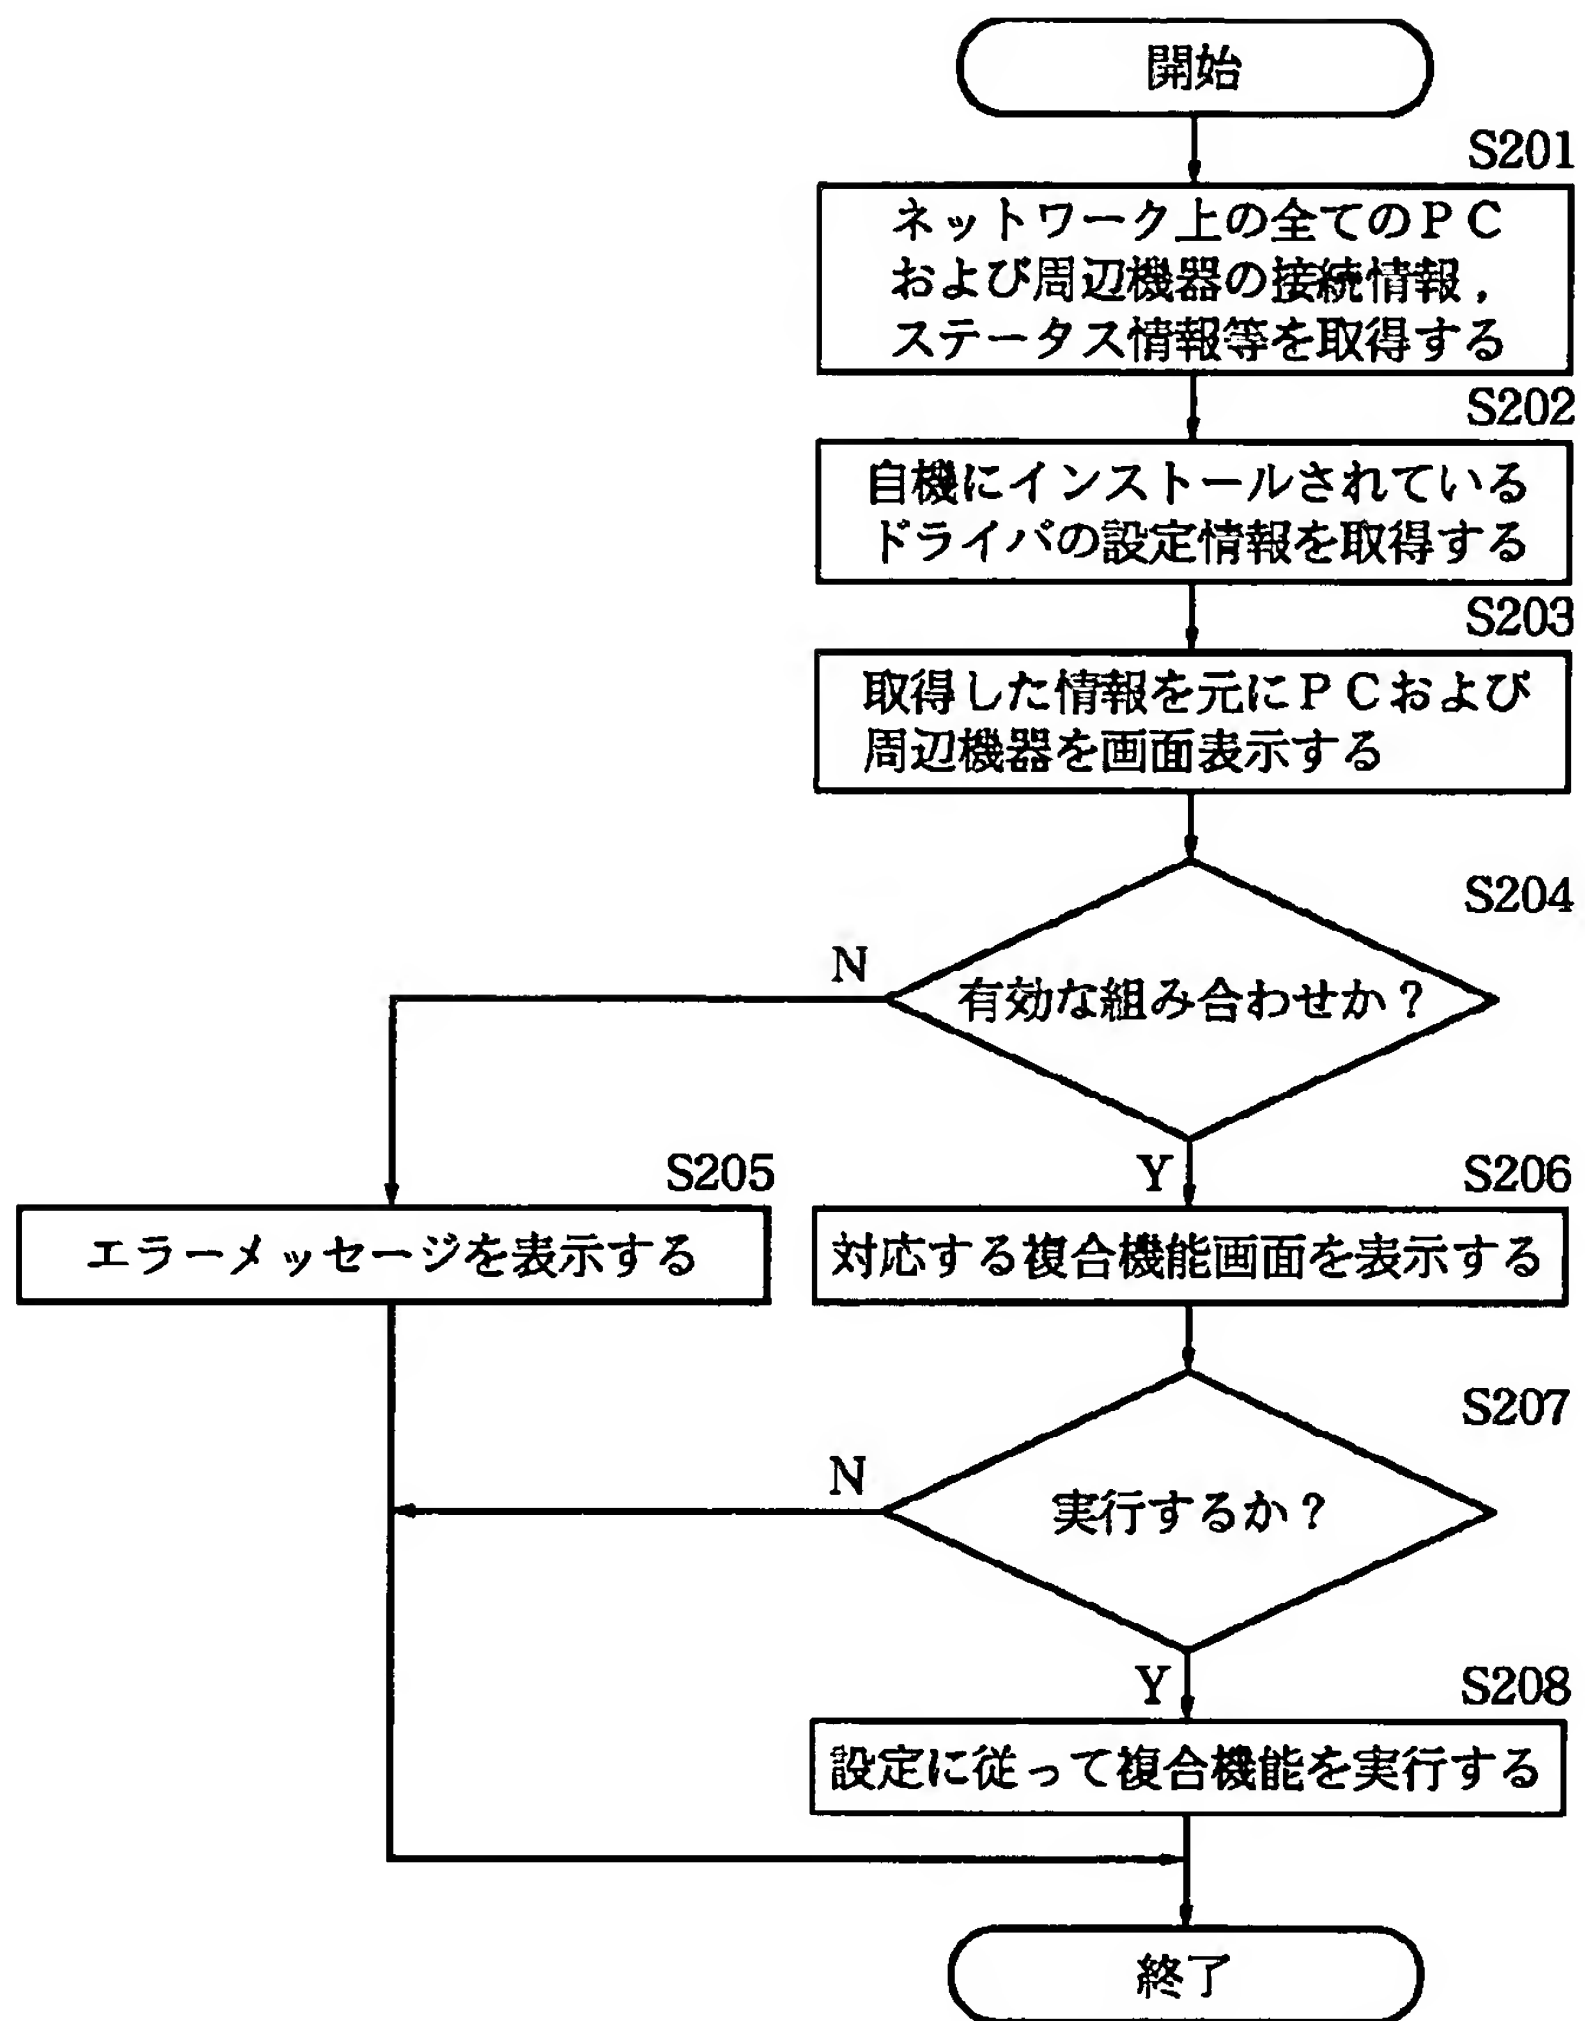 開始
S201
ネットワーク上の全てのＰＣ
および周辺機器の接続情報，
ステータス情報等を取得する
S202
自機にインストールされている
ドライバの設定情報を取得する
S203
取得した情報を元にＰＣおよび
周辺機器を画面表示する
S204
N
有効な組み合わせか？
Y
S205
エラーメッセージを表示する
S206
対応する複合機能画面を表示する
S207
N
実行するか？
Y
S208
設定に従って複合機能を実行する
終了